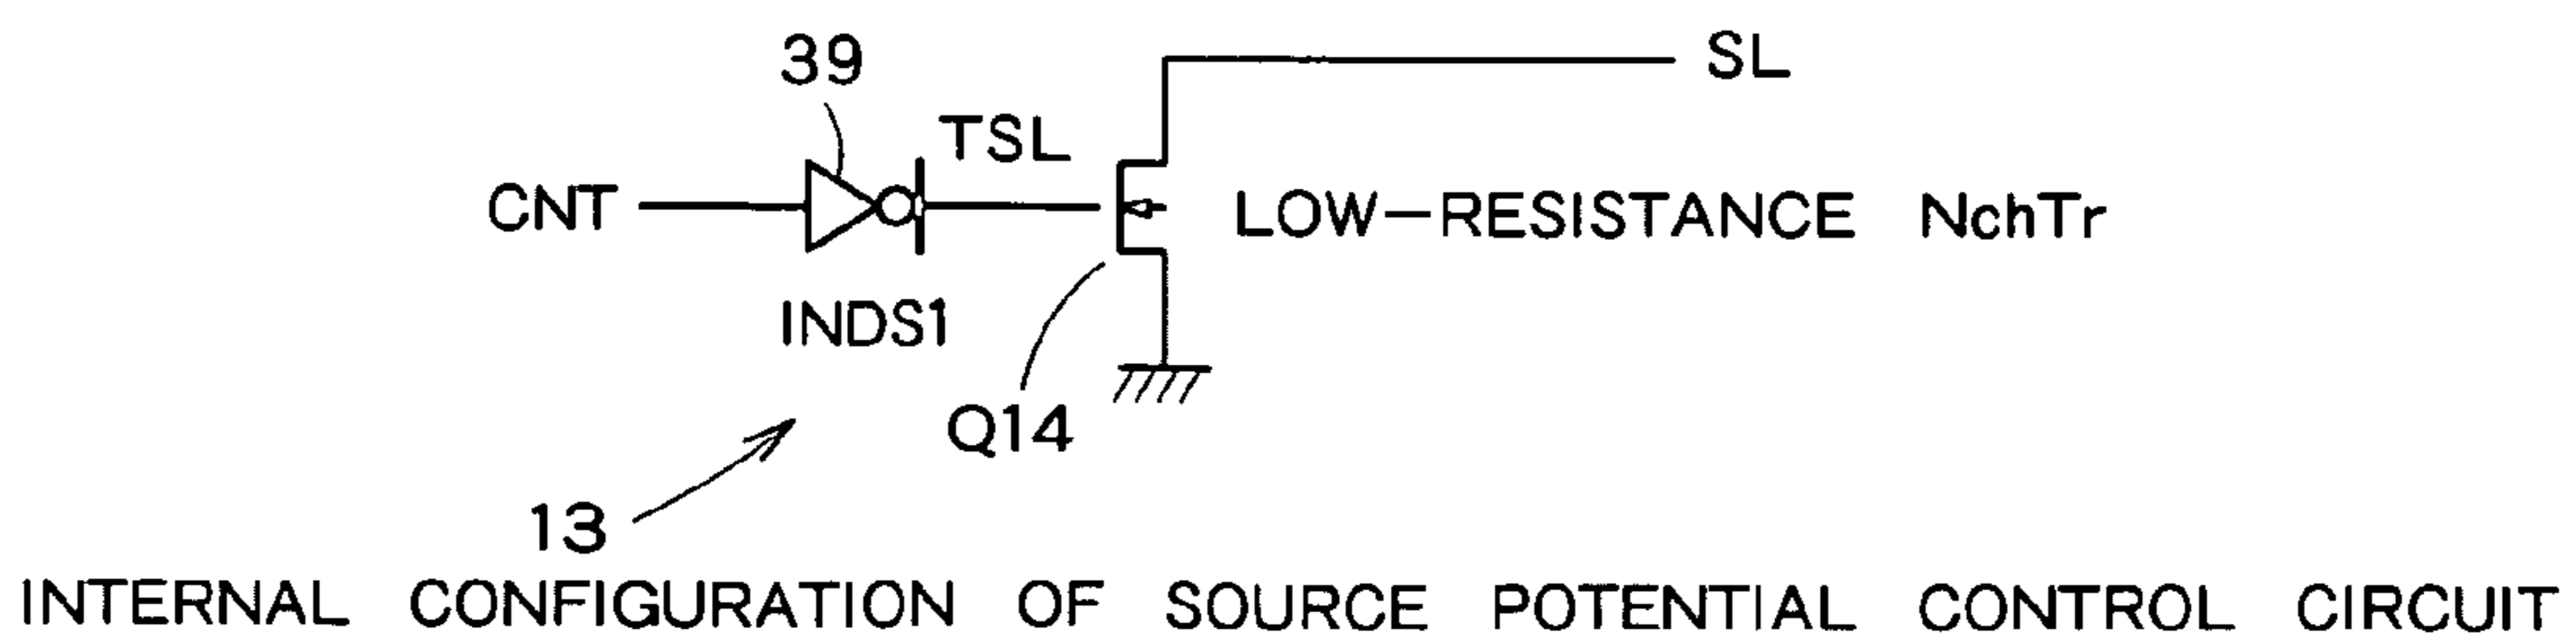 39
SL
TSL
CNT
LOW-RESISTANCE NchTr
INDS1
Q14
13
INTERNAL CONFIGURATION OF SOURCE POTENTIAL CONTROL CIRCUIT